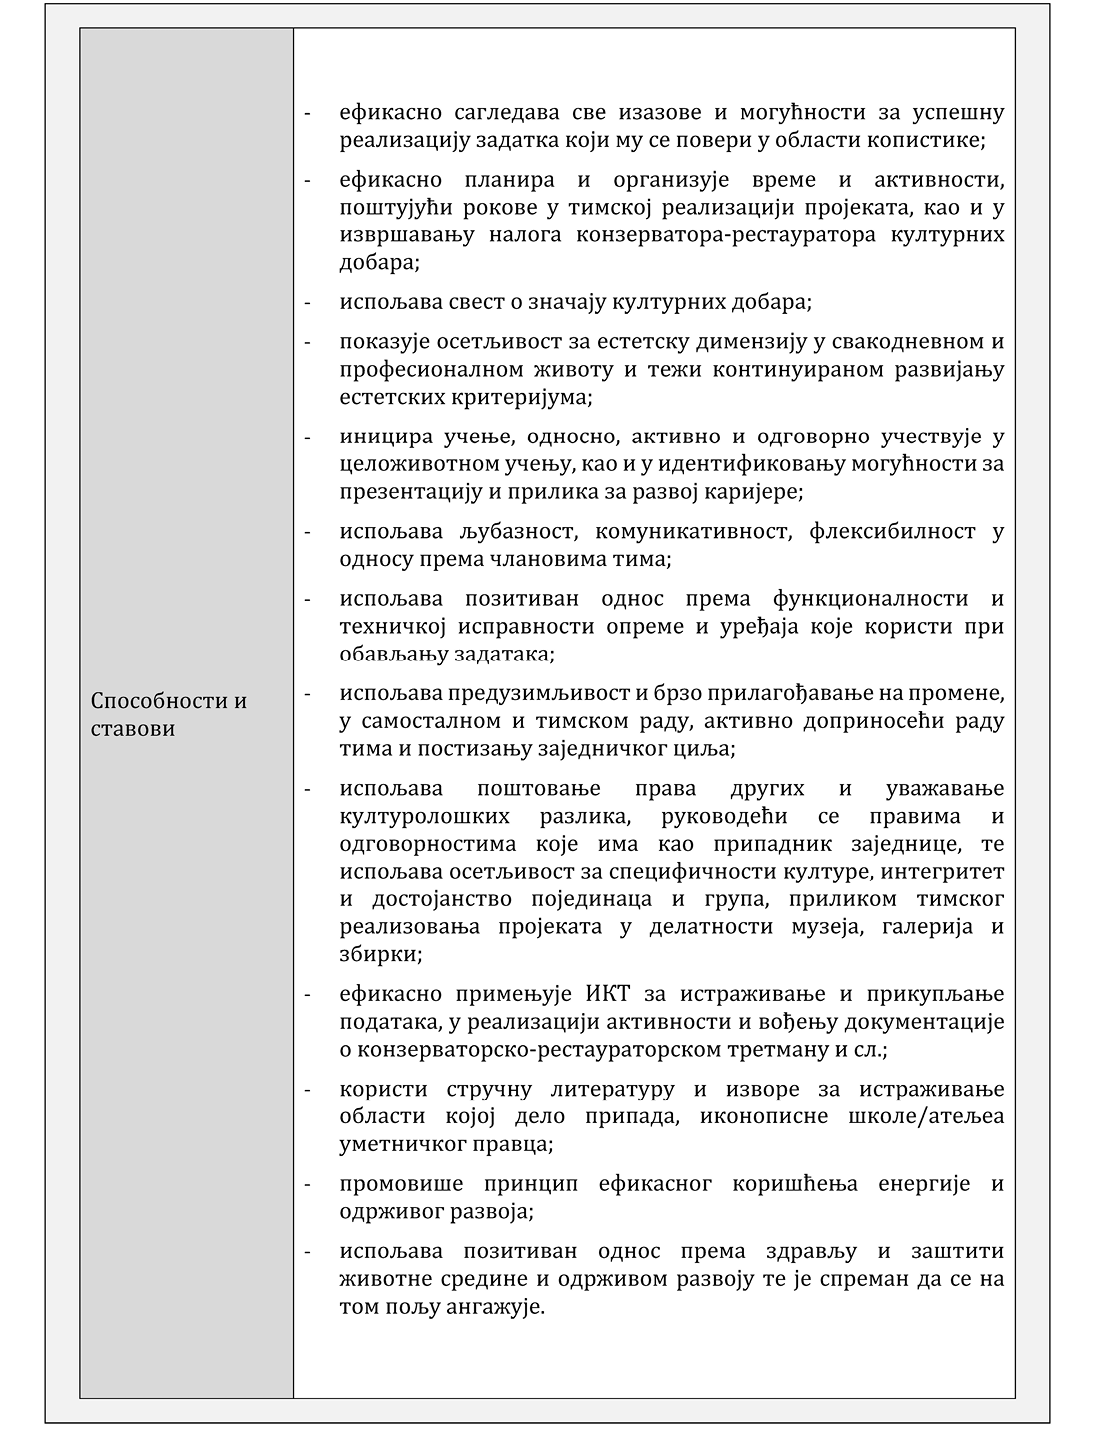 Способности и
ставови
- ефикасно сагледава све изазове и могућности за успешну
реализацију задатка који му се повери у области копистике;
- ефикасно планира и организује време и активности,
поштујући рокове у тимској реализацији пројеката, као и у
извршавању налога конзерватора-рестауратора културних
добара;
- испољава свест о значају културних добара;
- показује осетљивост за естетску димензију у свакодневном и
професионалном животу и тежи континуираном развијању
естетских критеријума;
- иницира учење, односно, активно и одговорно учествује у
целоживотном учењу, као и у идентификовању могућности за
презентацију и прилика за развој каријере;
- испољава љубазност, комуникативност, флексибилност у
односу према члановима тима;
- испољава позитиван однос према функционалности и
техничкој исправности опреме и уређаја које користи при
обављању задатака;
- испољава предузимљивост и брзо прилагођавање на промене,
у самосталном и тимском раду, активно доприносећи раду
тима и постизању заједничког циља;
- испољава поштовање права других и уважавање
културолошких разлика, руководећи се правима и
одговорностима које има као припадник заједнице, те
испољава осетљивост за специфичности културе, интегритет
и достојанство појединаца и група, приликом тимског
реализовања пројеката у делатности музеја, галерија и
збирки;
- ефикасно примењује ИКТ за истраживање и прикупљање
података, у реализацији активности и вођењу документације
о конзерваторско-рестаураторском третману и сл.;
- користи стручну литературу и изворе за истраживање
области којој дело припада, иконописне школе/атељеа
уметничког правца;
- промовише принцип ефикасног коришћења енергије и
одрживог развоја;
- испољава позитиван однос према здрављу и заштити
животне средине и одрживом развоју те је спреман да се на
том пољу ангажује.